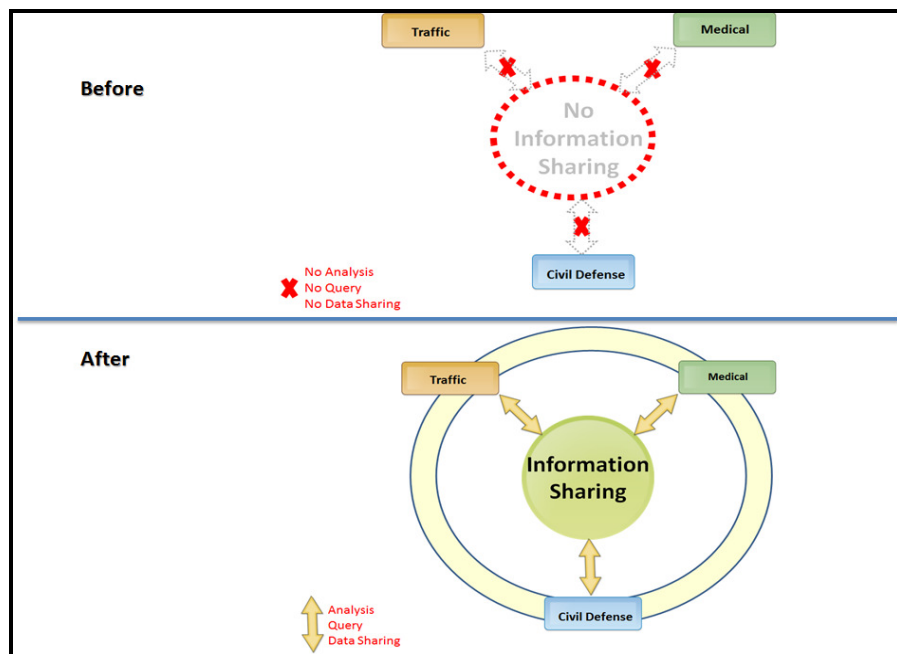 Traffic
Medical
Before
No
Information
Sharing
Civil Defense
No Analysis
No Query
No Data Sharing
After
Traffic
Medical
Information
Sharing
Civil Defense
Analysis
Query
Data Sharing